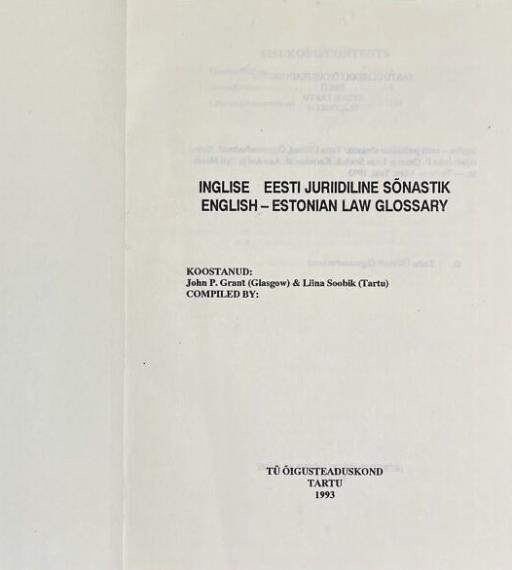 INGLISE EESTI JURIIDILINE SÕNASTIK
ENGLISH – ESTONIAN LAW GLOSSARY
KOOSTANUD:
John P. Grant (Glasgow) & Liina Soobik (Tartu)
COMPILED BY:
TÜ ÕIGUSTEADUSKOND
TARTU
1993